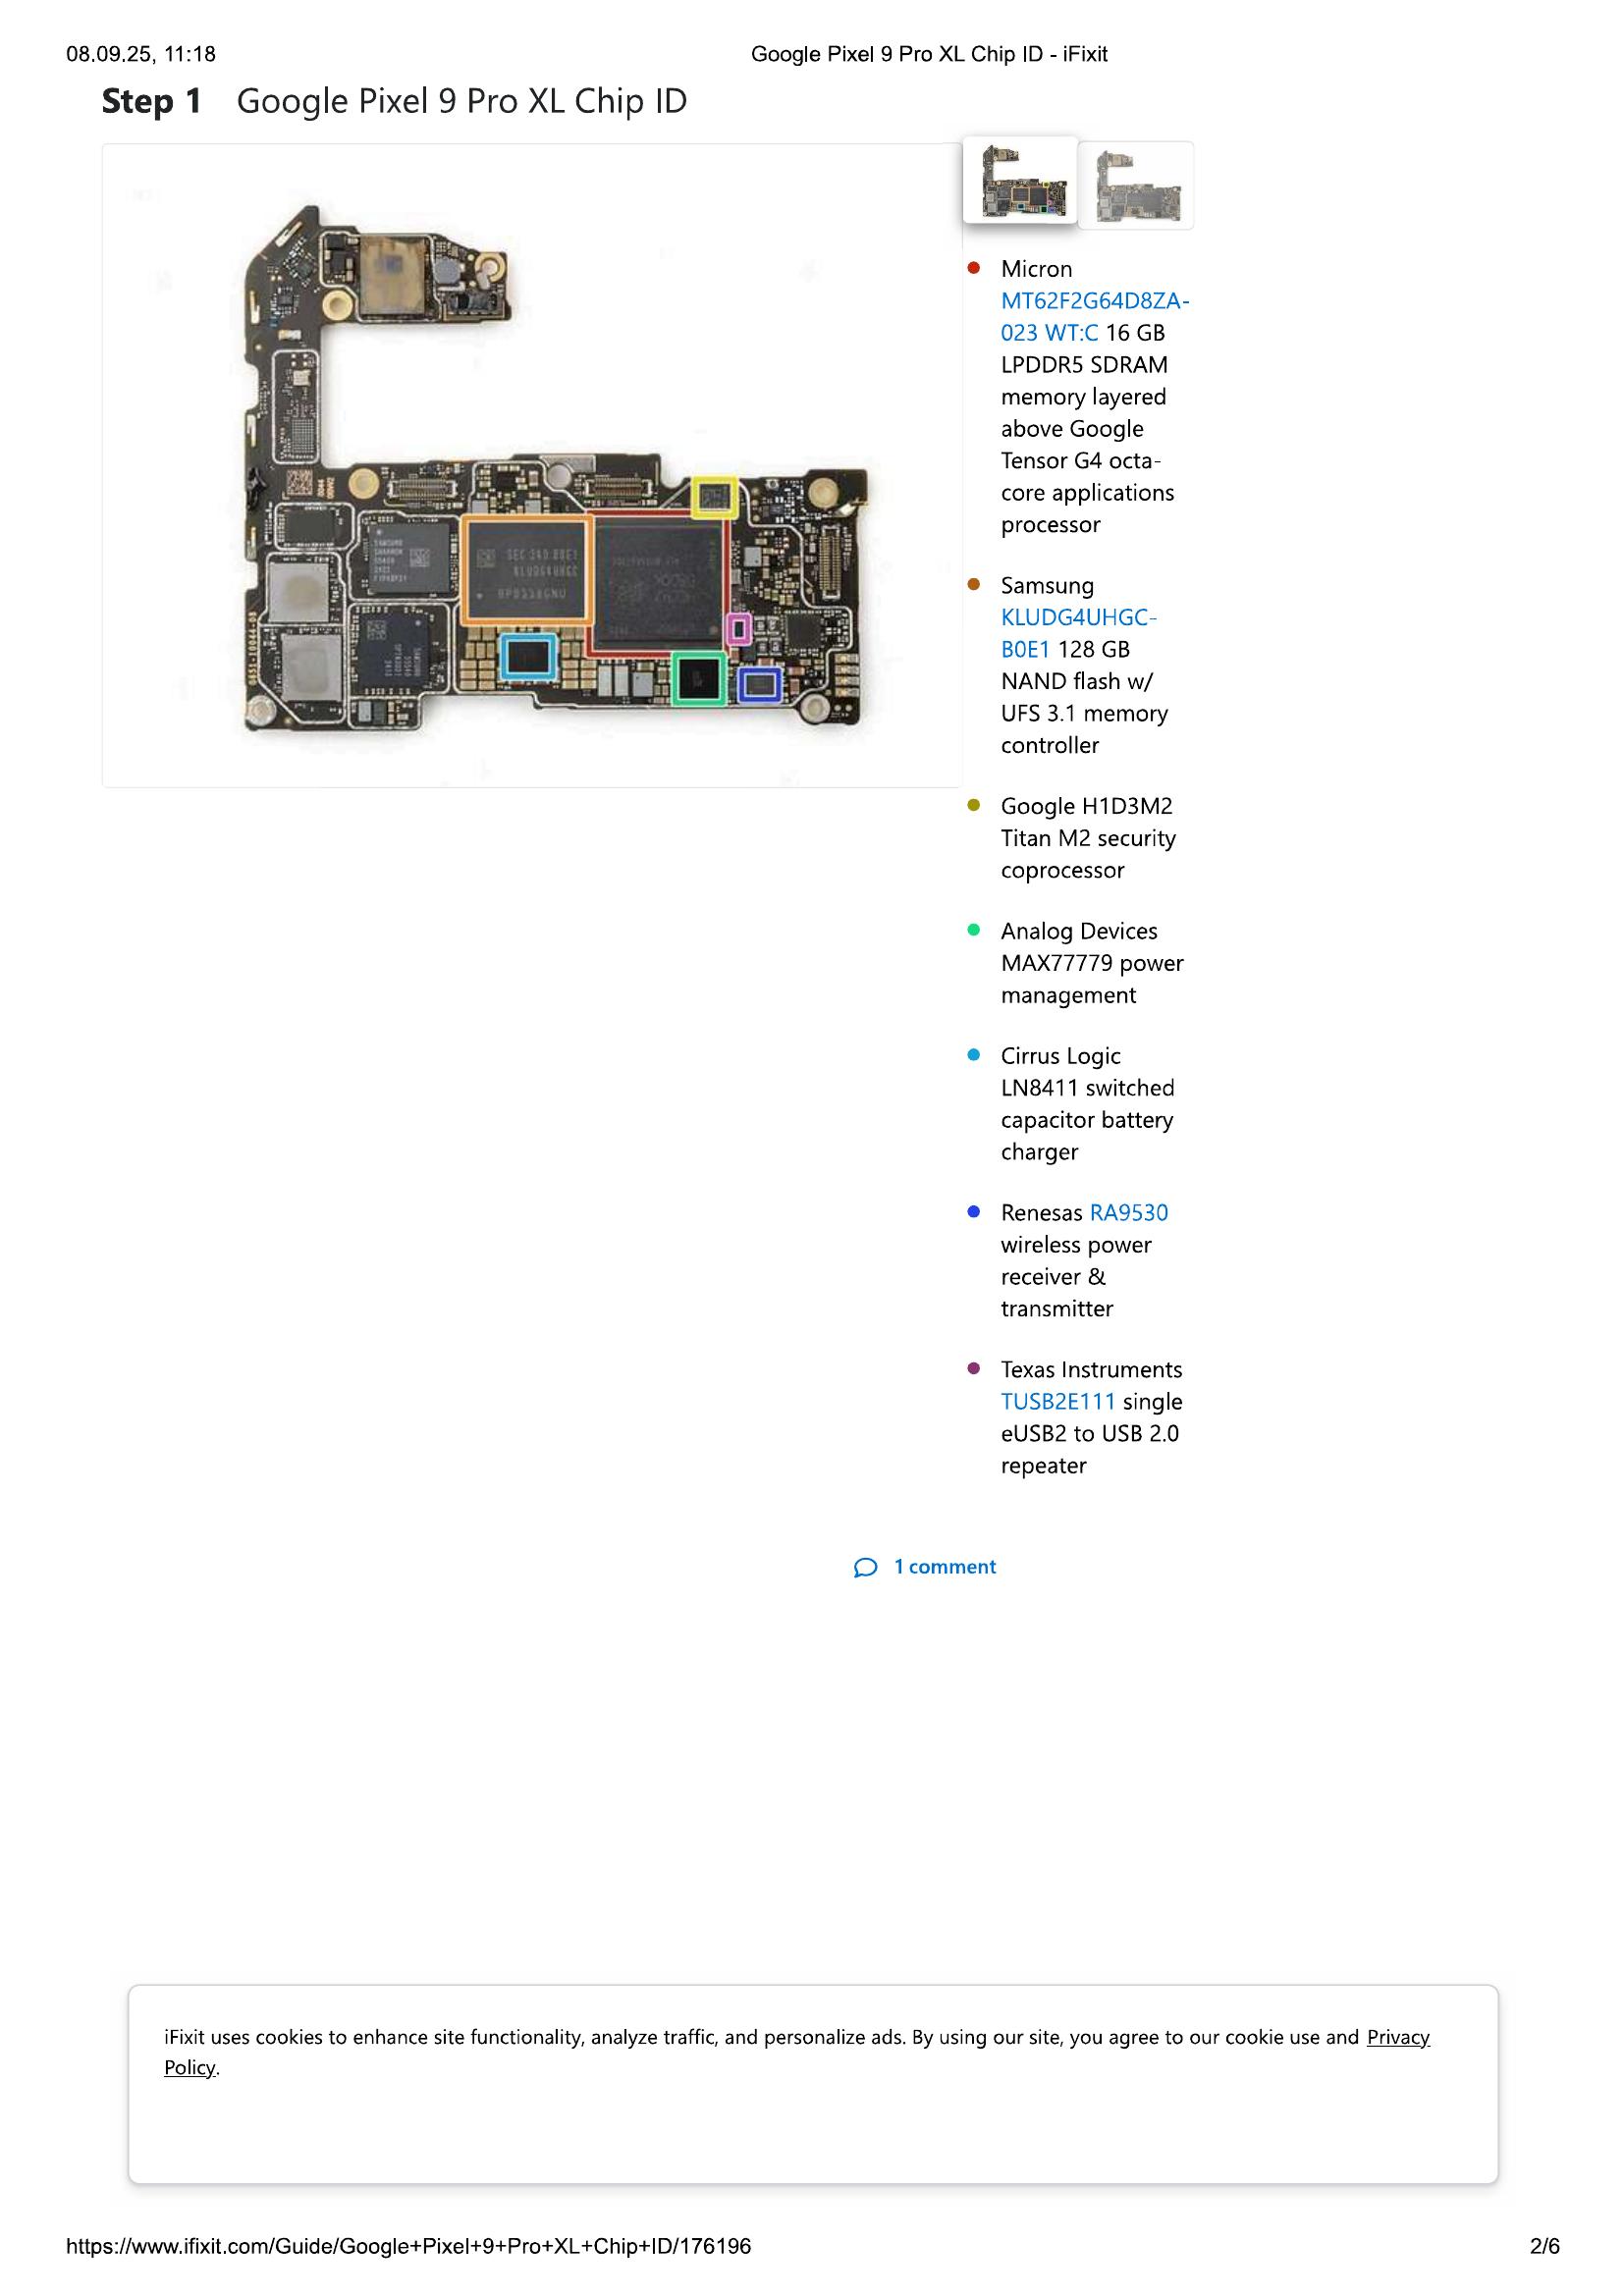 08.09.25, 11:18
Google Pixel 9 Pro XL Chip ID - iFixit
Step 1 Google Pixel 9 Pro XL Chip ID
SEC 340 B0E1
Micron
MT62F2G64D8ZA-
023 WT:C 16 GB
LPDDR5 SDRAM
memory layered
above Google
Tensor G4 octa-
core applications
processor
Samsung
KLUDG4UHGC-
B0E1 128 GB
NAND flash w/
UFS 3.1 memory
controller
Google H1D3M2
Titan M2 security
coprocessor
Analog Devices
MAX77779 power
management
Cirrus Logic
LN8411 switched
capacitor battery
charger
Renesas RA9530
wireless power
receiver &
transmitter
Texas Instruments
TUSB2E111 single
eUSB2 to USB 2.0
repeater
1 comment
iFixit uses cookies to enhance site functionality, analyze traffic, and personalize ads. By using our site, you agree to our cookie use and Privacy
Policy.
https://www.ifixit.com/Guide/Google+Pixel+9+Pro+XL+Chip+ID/176196
2/6